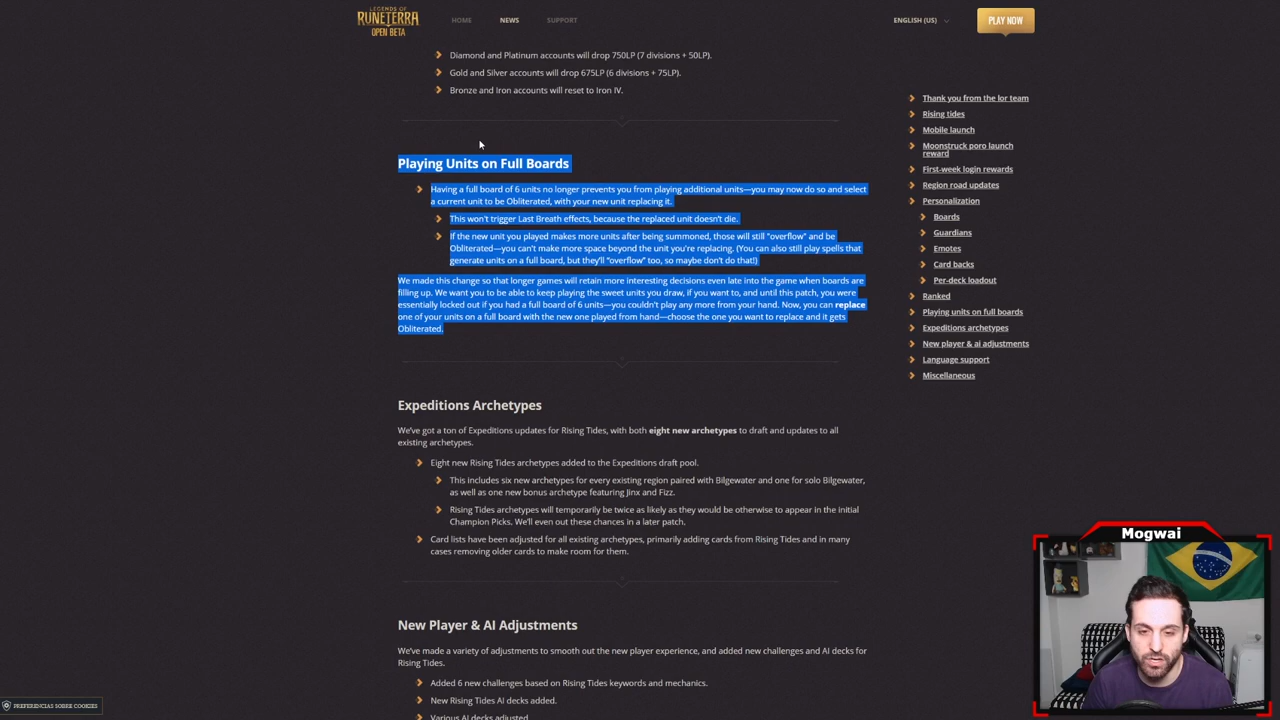 LEGENDS OF
RUNETERRA
OPEN BETA
HOME
NEWS
SUPPORT
ENGLISH (US)
PLAY NOW
Diamond and Platinum accounts will drop 750LP (7 divisions + 50LP).
Gold and Silver accounts will drop 675LP (6 divisions + 75LP).
Bronze and Iron accounts will reset to Iron IV.
Playing Units on Full Boards
Having a full board of 6 units no longer prevents you from playing additional units—you may now do so and select
a current unit to be Obliterated, with your new unit replacing it.
This won't trigger Last Breath effects, because the replaced unit doesn't die.
If the new unit you played makes more units after being summoned, those will still "overflow" and be
Obliterated—you can't make more space beyond the unit you're replacing. (You can also still play spells that
generate units on a full board, but they'll "overflow" too, so maybe don't do that!)
We made this change so that longer games will retain more interesting decisions even late into the game when boards are
filling up. We want you to be able to keep playing the sweet units you draw, if you want to, and until this patch, you were
essentially locked out if you had a full board of 6 units—you couldn't play any more from your hand. Now, you can replace
one of your units on a full board with the new one played from hand—choose the one you want to replace and it gets
Obliterated.
Expeditions Archetypes
We've got a ton of Expeditions updates for Rising Tides, with both eight new archetypes to draft and updates to all
existing archetypes.
Eight new Rising Tides archetypes added to the Expeditions draft pool.
This includes six new archetypes for every existing region paired with Bilgewater and one for solo Bilgewater,
as well as one new bonus archetype featuring Jinx and Fizz.
Rising Tides archetypes will temporarily be twice as likely as they would be otherwise to appear in the initial
Champion Picks. We'll even out these chances in a later patch.
Card lists have been adjusted for all existing archetypes, primarily adding cards from Rising Tides and in many
cases removing older cards to make room for them.
New Player & AI Adjustments
We've made a variety of adjustments to smooth out the new player experience, and added new challenges and AI decks for
Rising Tides.
Added 6 new challenges based on Rising Tides keywords and mechanics.
New Rising Tides AI decks added.
Various AI decks adjusted.
Thank you from the lor team
Rising tides
Mobile launch
Moonstruck poro launch
reward
First-week login rewards
Region road updates
Personalization
Boards
Guardians
Emotes
Card backs
Per-deck loadout
Ranked
Playing units on full boards
Expeditions archetypes
New player & ai adjustments
Language support
Miscellaneous
Mogwai
PREFERENCIAS SOBRE COOKIES